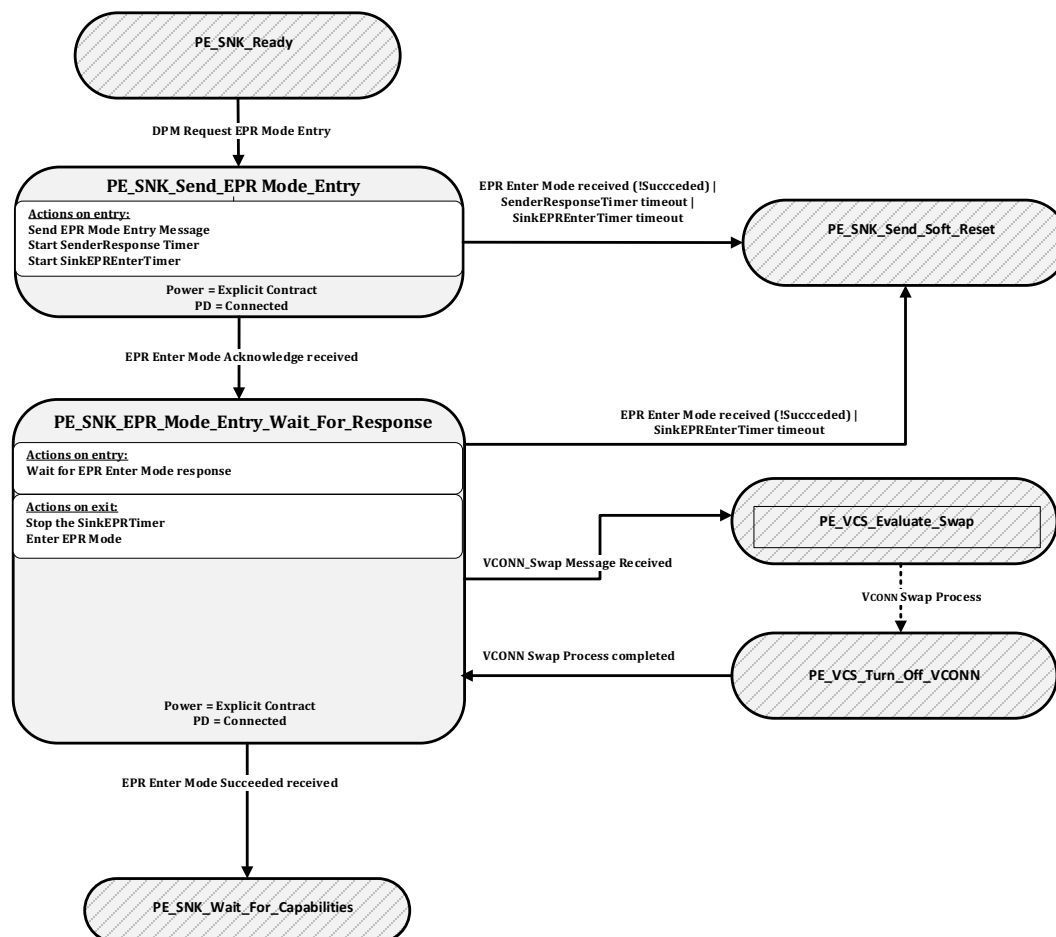 PE_SNK_Ready
DPM Request EPR Mode Entry
PE_SNK_Send_EPR Mode_Entry
Actions on entry:
Send EPR Mode Entry Message
Start SenderResponse Timer
Start SinkEPREnterTimer
Power = Explicit Contract
PD = Connected
EPR Enter Mode received (!Succceded) |
SenderResponseTimer timeout |
SinkEPREnterTimer timeout
PE_SNK_Send_Soft_Reset
EPR Enter Mode Acknowledge received
PE_SNK_EPR_Mode_Entry_Wait_For_Response
Actions on entry:
Wait for EPR Enter Mode response
Actions on exit:
Stop the SinkEPRTimer
Enter EPR Mode
Power = Explicit Contract
PD = Connected
EPR Enter Mode received (!Succceded) |
SinkEPREnterTimer timeout
PE_VCS_Evaluate_Swap
VCONN_Swap Message Received
VCONN Swap Process
VCONN Swap Process completed
PE_VCS_Turn_Off_VCONN
EPR Enter Mode Succeeded received
PE_SNK_Wait_For_Capabilities